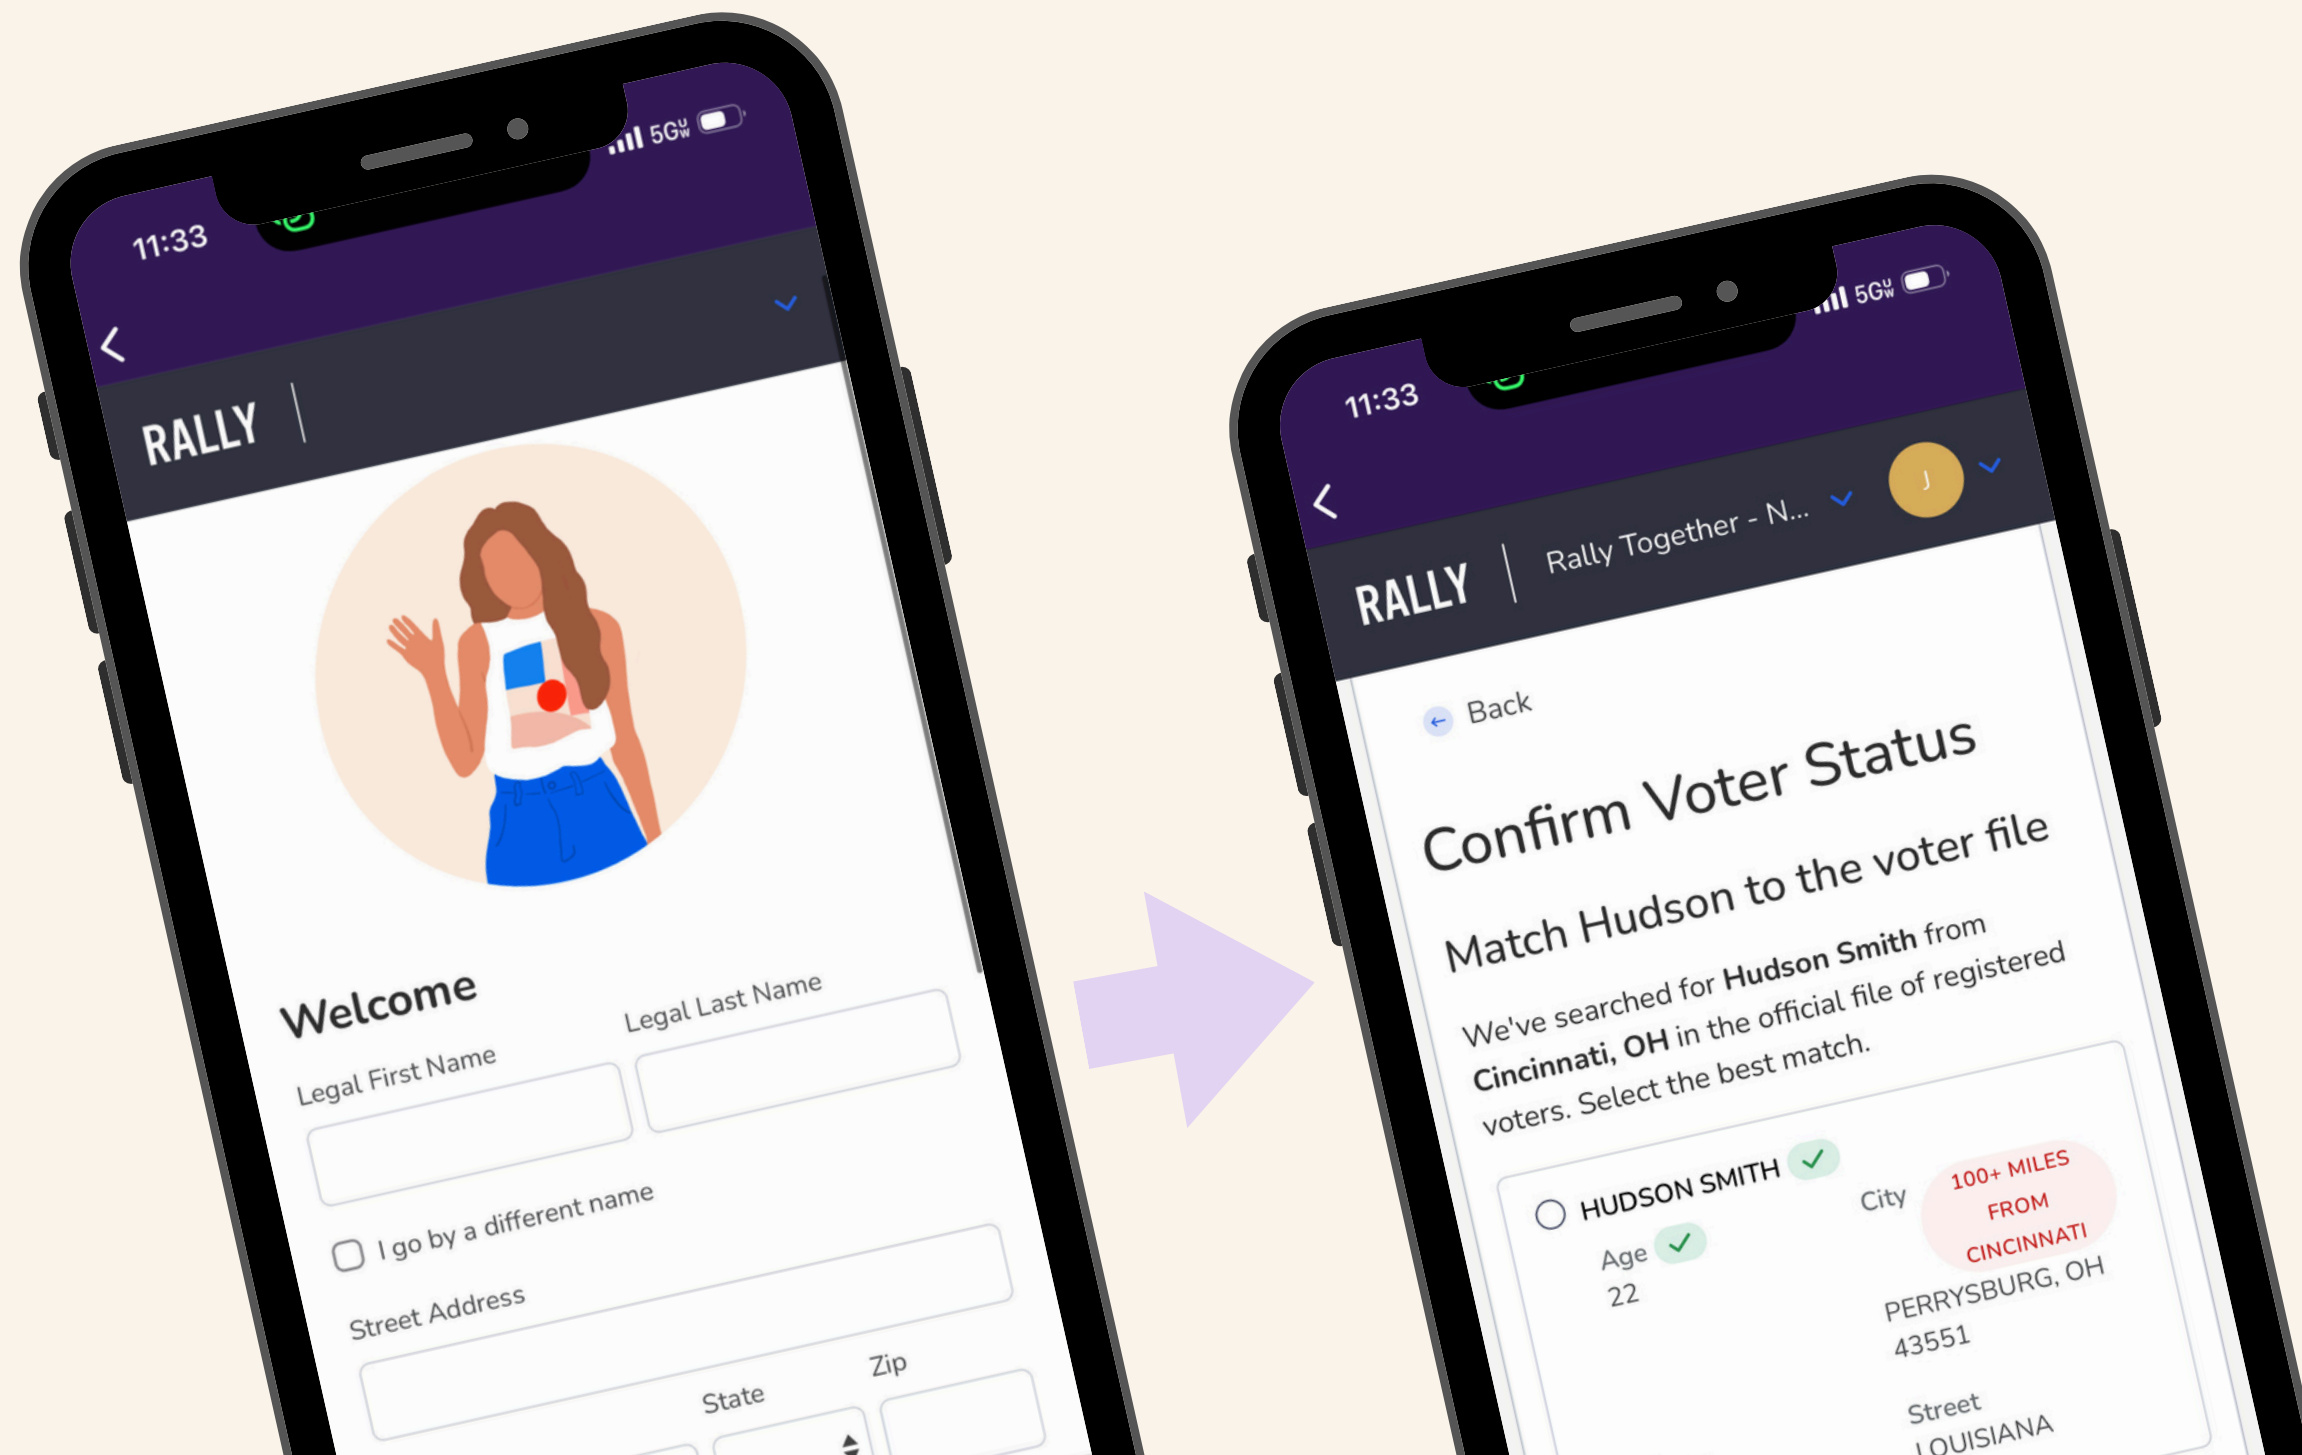 11:33
5GUW
RALLY
Welcome
Legal First Name
Legal Last Name
I go by a different name
Street Address
State
Zip
11:33
5GUW
RALLY
Rally Together - N...
J
Back
Confirm Voter Status
Match Hudson to the voter file
We've searched for Hudson Smith from
Cincinnati, OH in the official file of registered
voters. Select the best match.
HUDSON SMITH
Age
22
City
100+ MILES
FROM
CINCINNATI
PERRYSBURG, OH
43551
Street
LOUISIANA